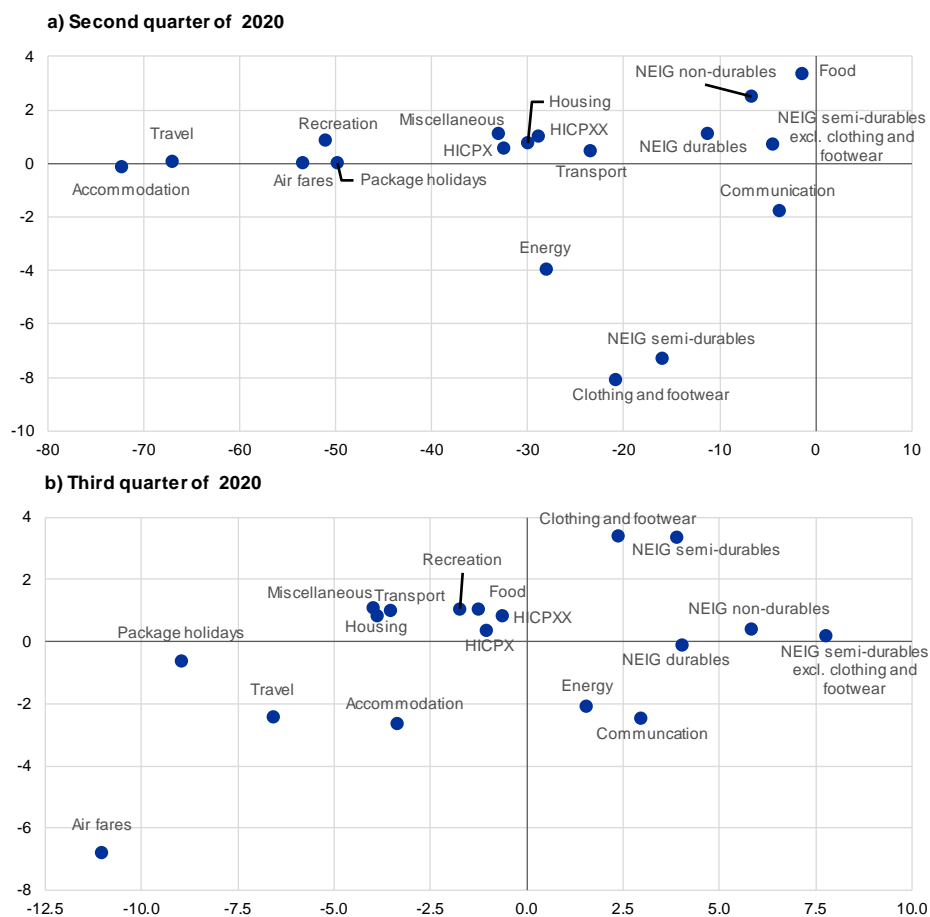 a) Second quarter of 2020
4
2
0
-2
-4
-6
-8
-10
-80
-70
-60
-50
-40
-30
-20
-10
0
10
NEIG non-durables
Food
Housing
Miscellaneous
Recreation
Travel
HICPXX
HICPX
NEIG durables
NEIG semi-durables
excl. clothing and
footwear
Transport
Accommodation
Air fares
Package holidays
Communication
Energy
NEIG semi-durables
Clothing and footwear
b) Third quarter of 2020
4
2
0
-2
-4
-6
-8
-12.5
-10.0
-7.5
-5.0
-2.5
0.0
2.5
5.0
7.5
10.0
Clothing and footwear
NEIG semi-durables
Recreation
Miscellaneous
Transport
Food
HICPXX
Housing
HICPX
NEIG non-durables
Package holidays
NEIG durables
NEIG semi-durables
excl. clothing and
footwear
Travel
Accommodation
Energy
Communcation
Air fares